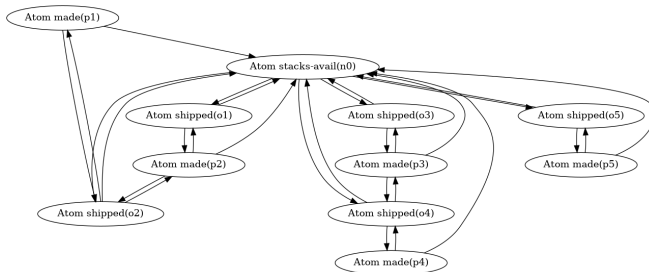 Atom made(p1)
Atom stacks-avail(n0)
Atom shipped(o1)
Atom shipped(o3)
Atom shipped(o5)
Atom made(p2)
Atom made(p3)
Atom made(p5)
Atom shipped(o2)
Atom shipped(o4)
Atom made(p4)